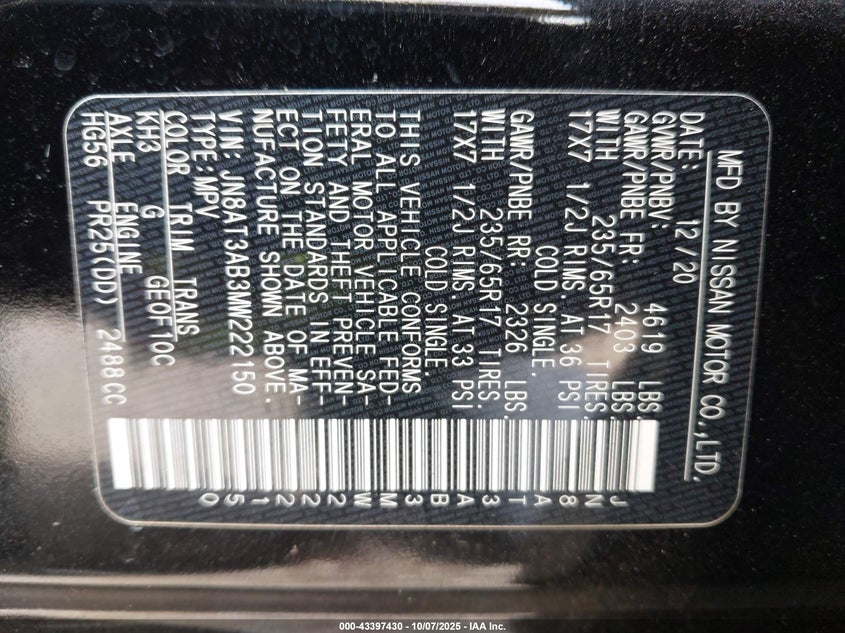 MFD BY NISSAN MOTOR CO.,LTD.
DATE: 12/20
GVWR/PNBV: 4619 LBS.
GAWR/PNBE FR: 2403 LBS.
WITH 235/65R17 TIRES.
17X7 1/2J RIMS. AT 36 PSI
COLD SINGLE.
GAWR/PNBE RR: 2326 LBS.
WITH 235/65R17 TIRES.
17X7 1/2J RIMS. AT 33 PSI
COLD SINGLE.
THIS VEHICLE CONFORMS
TO ALL APPLICABLE FED-
ERAL MOTOR VEHICLE SA-
FETY AND THEFT PREVEN-
TION STANDARDS IN EFF-
ECT ON THE DATE OF MA-
NUFACTURE SHOWN ABOVE.
VIN: JN8AT3AB3MW222150
TYPE: MPV
COLOR TRIM TRANS
KH3 G GE0F10C
AXLE ENGINE
HG56 PR25(DD) 2488CC
JN8AT3AB3MW222150
000-43397430 - 10/07/2025 - IAA Inc.